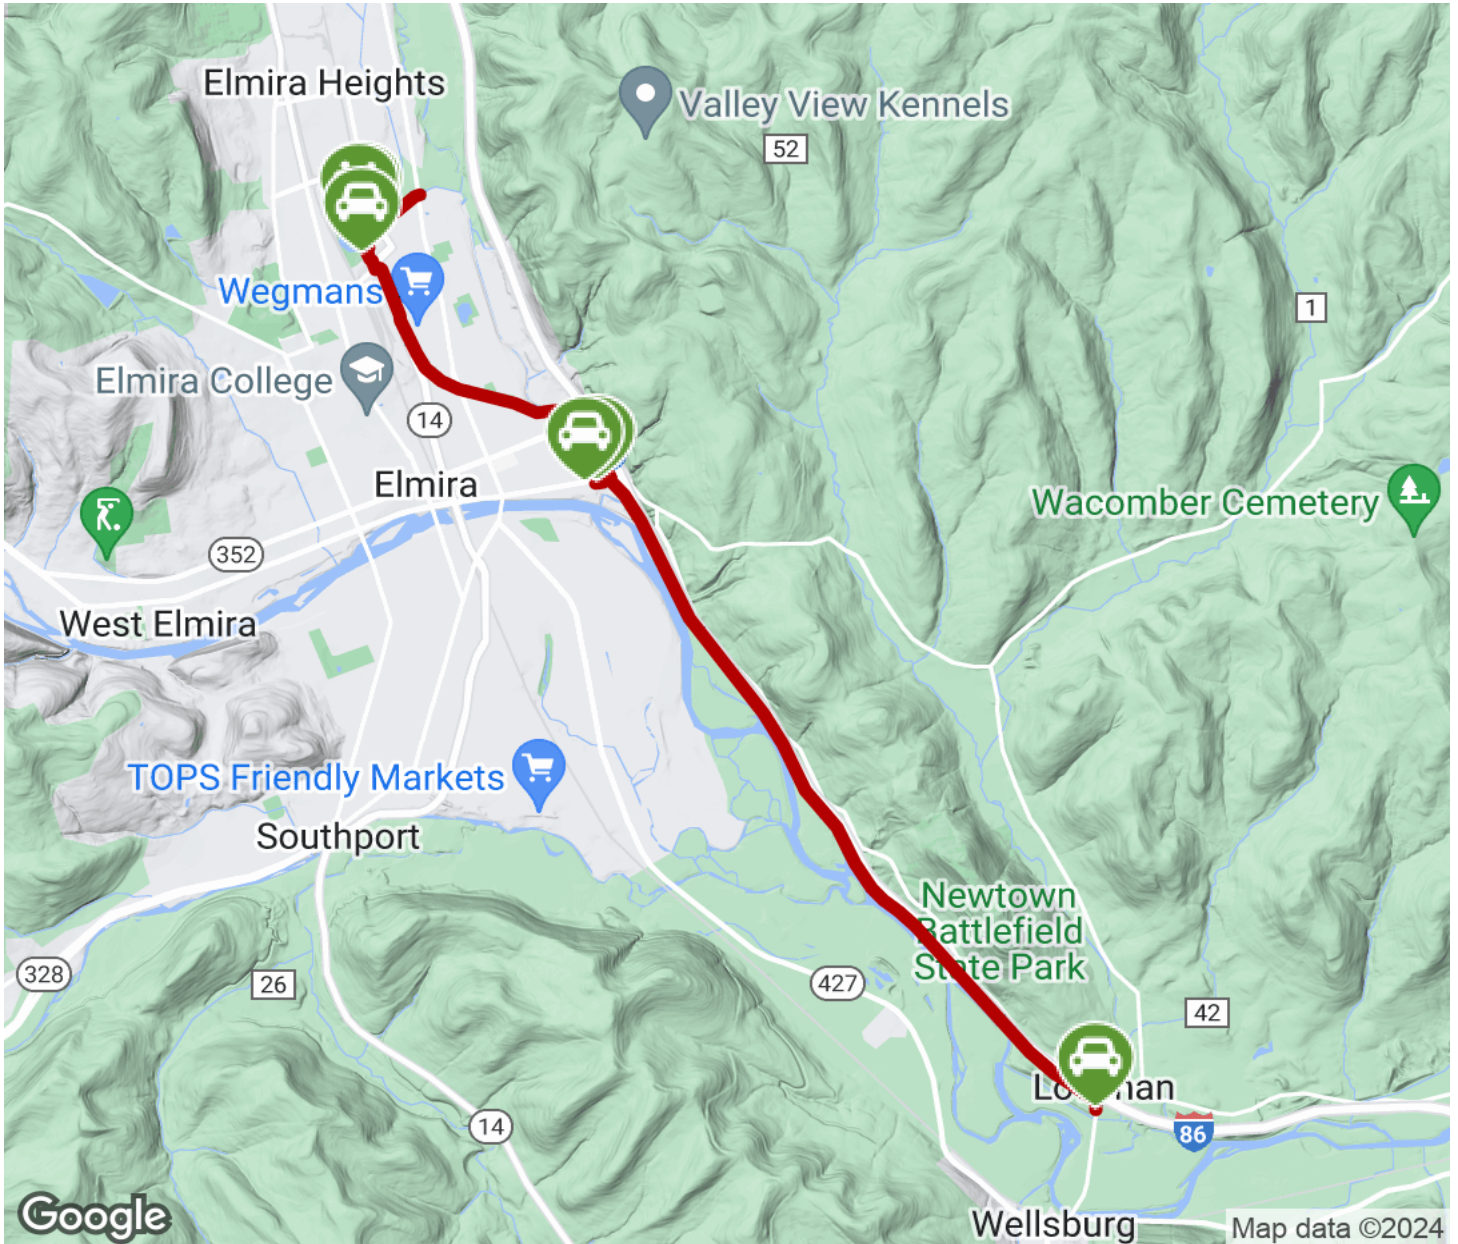 Elmira Heights
Valley View Kennels
52
1
Wegmans
Elmira College
14
Elmira
Wacomber Cemetery
352
West Elmira
TOPS Friendly Markets
Southport
Newtown
Battlefield
State Park
328
26
427
42
14
86
Google
Wellsburg
Map data ©2024